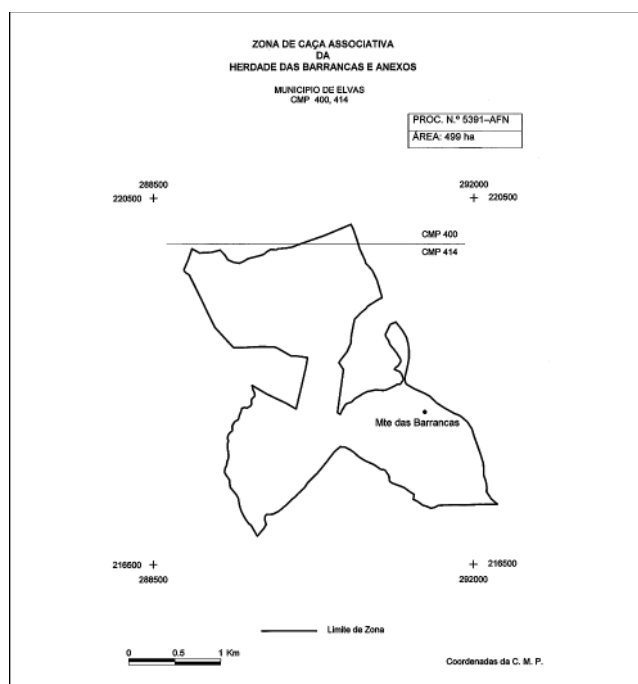 ZONA DE CAÇA ASSOCIATIVA
DA
HERDADE DAS BARRANCAS E ANEXOS
MUNICIPIO DE ELVAS
CMP 400, 414
PROC. N.º 5391–AFN
ÁREA: 499 ha
288500
292000
220500
220500
CMP 400
CMP 414
Mte das Barrancas
216500
216500
288500
292000
Limite de Zona
0 0.5 1 Km
Coordenadas da C. M. P.